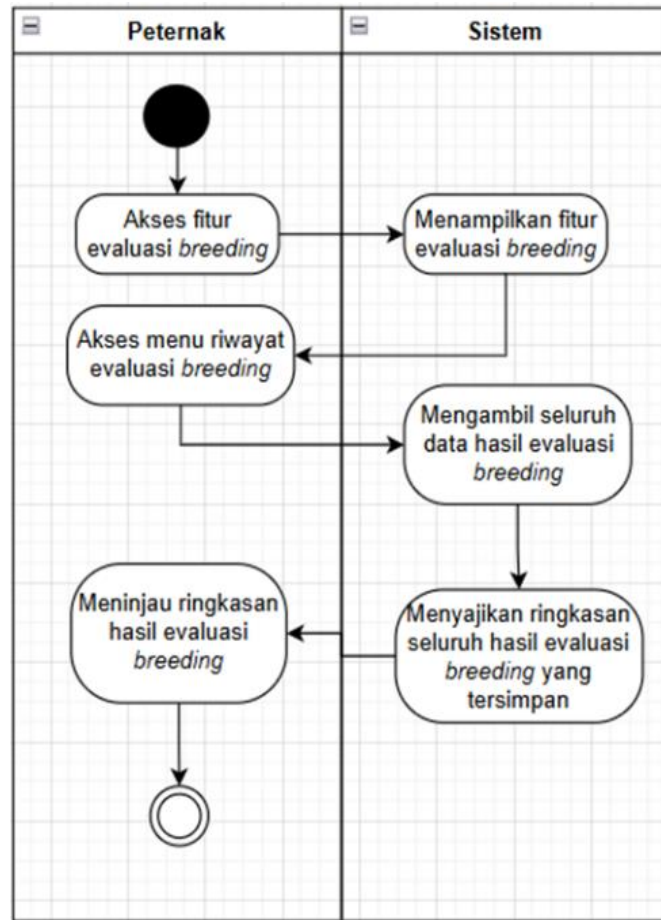 Peternak
Sistem
Akses fitur
evaluasi breeding
Menampilkan fitur
evaluasi breeding
Akses menu riwayat
evaluasi breeding
Mengambil seluruh
data hasil evaluasi
breeding
Meninjau ringkasan
hasil evaluasi
breeding
Menyajikan ringkasan
seluruh hasil evaluasi
breeding yang
tersimpan